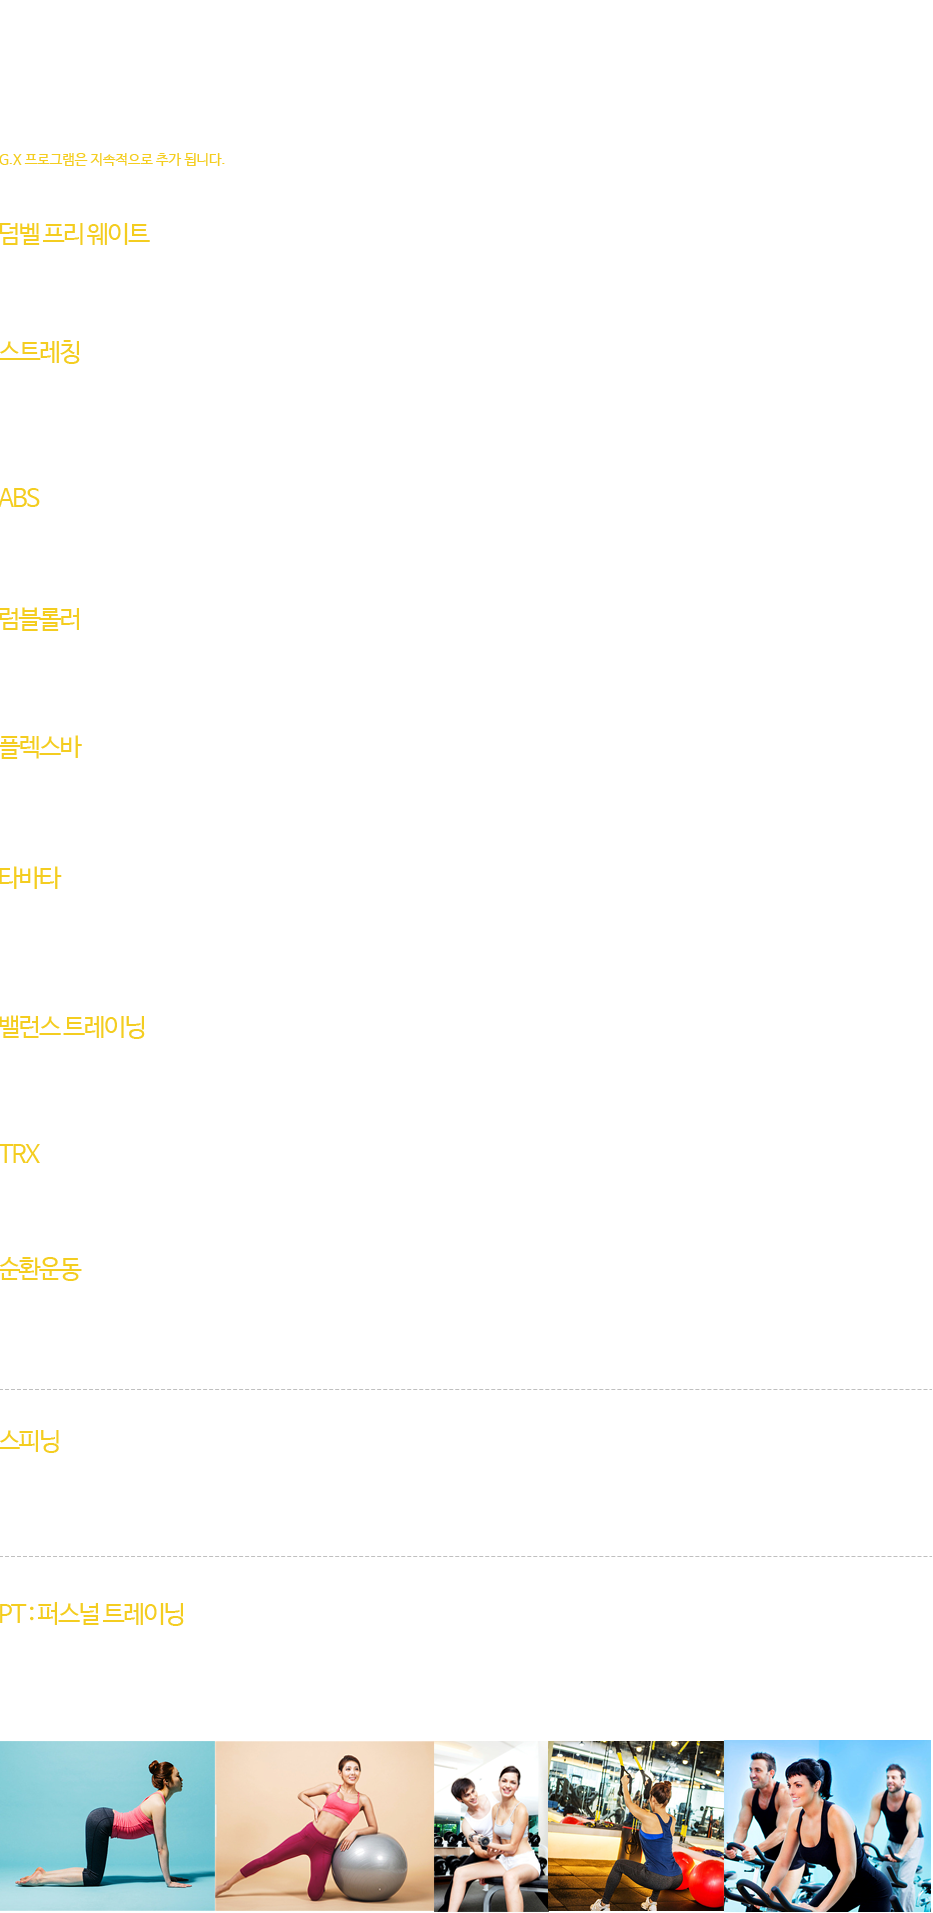 G.X 프로그램은 지속적으로 추가 됩니다.
덤벨 프리 웨이트
스트레칭
ABS
럼블롤러
플렉스바
타바타
밸런스 트레이닝
TRX
순환운동
스피닝
PT : 퍼스널 트레이닝